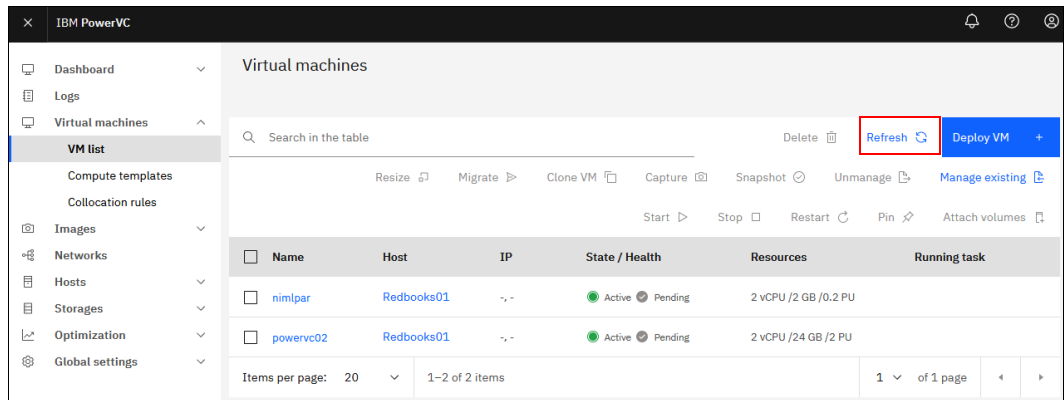 IBM PowerVC
Dashboard
Logs
Virtual machines
VM list
Compute templates
Collocation rules
Images
Networks
Hosts
Storages
Optimization
Global settings
Virtual machines
Search in the table
Delete Refresh Deploy VM +
Resize Migrate Clone VM Capture Snapshot Unmanage Manage existing
Start Stop Restart Pin Attach volumes
Name Host IP State / Health Resources Running task
nimlpar Redbooks01 -, - Active Pending 2 vCPU /2 GB /0.2 PU
powervc02 Redbooks01 -, - Active Pending 2 vCPU /24 GB /2 PU
Items per page: 20 1–2 of 2 items 1 of 1 page